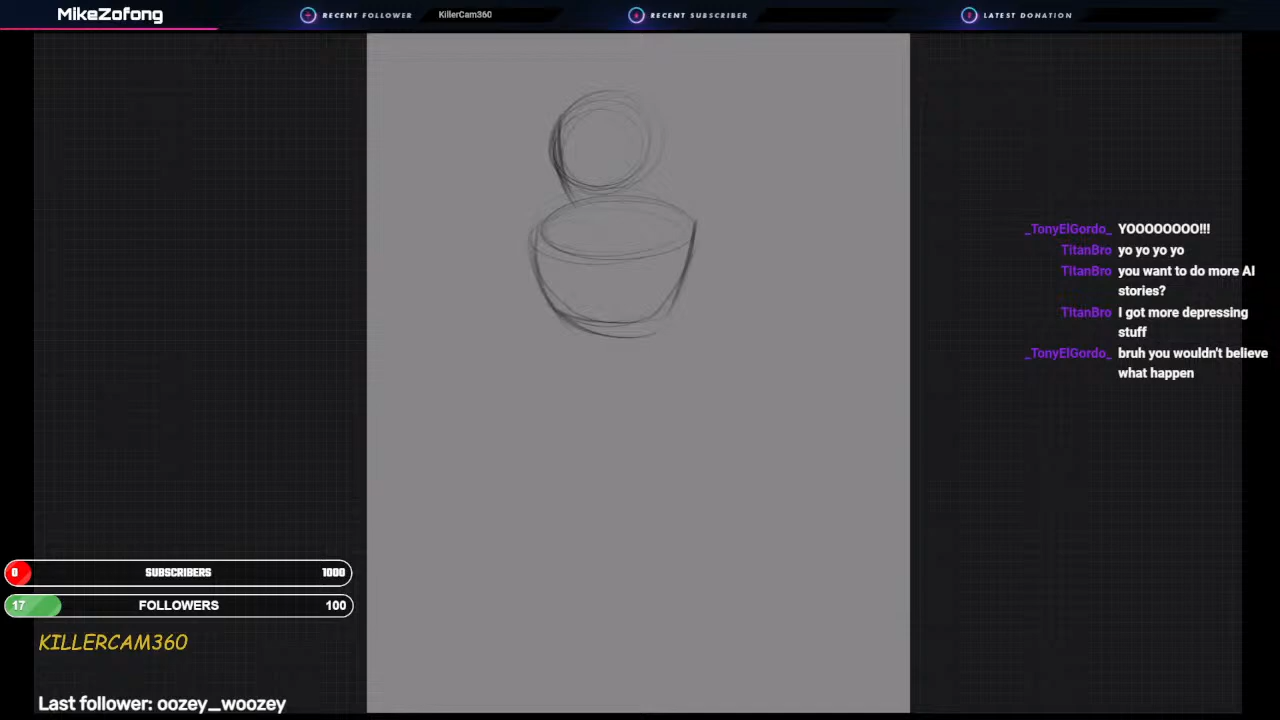 MikeZofong
RECENT FOLLOWER KillerCam360
RECENT SUBSCRIBER
LATEST DONATION
_TonyElGordo_ YOOOOOOOO!!!
TitanBro yo yo yo yo
TitanBro you want to do more AI
stories?
TitanBro I got more depressing
stuff
_TonyElGordo_ bruh you wouldn't believe
what happen
0 SUBSCRIBERS 1000
17 FOLLOWERS 100
KILLERCAM360
Last follower: oozey_woozey